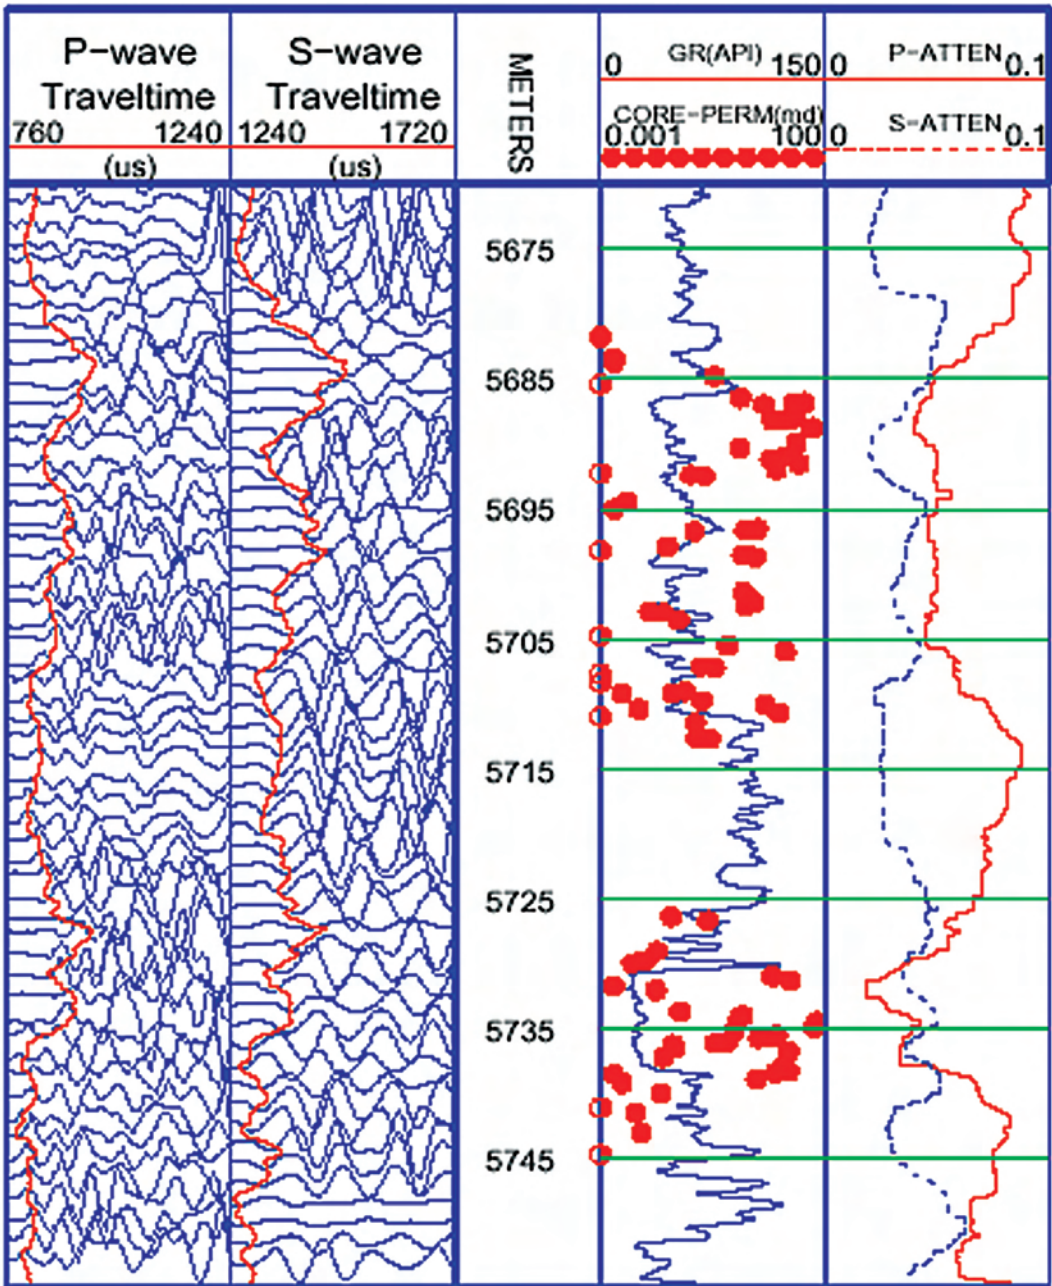 P-wave
Traveltime
760 1240
(us)
S-wave
Traveltime
1240 1720
(us)
METERS
0 GR(API) 150
CORE-PERM(md)
0.001 100
0 P-ATTEN 0.1
0 S-ATTEN 0.1
5675
5685
5695
5705
5715
5725
5735
5745